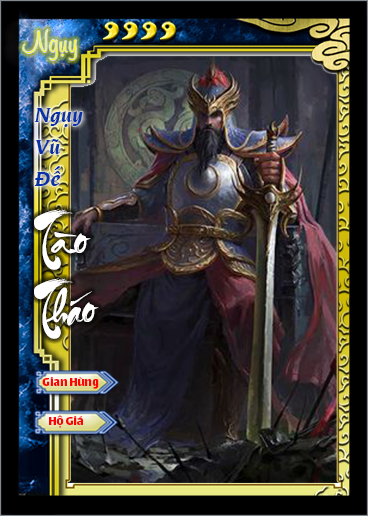 Ngụy
Ngụy
Vũ
Đế
Tào
Tháo
Gian Hùng
Hộ Giá